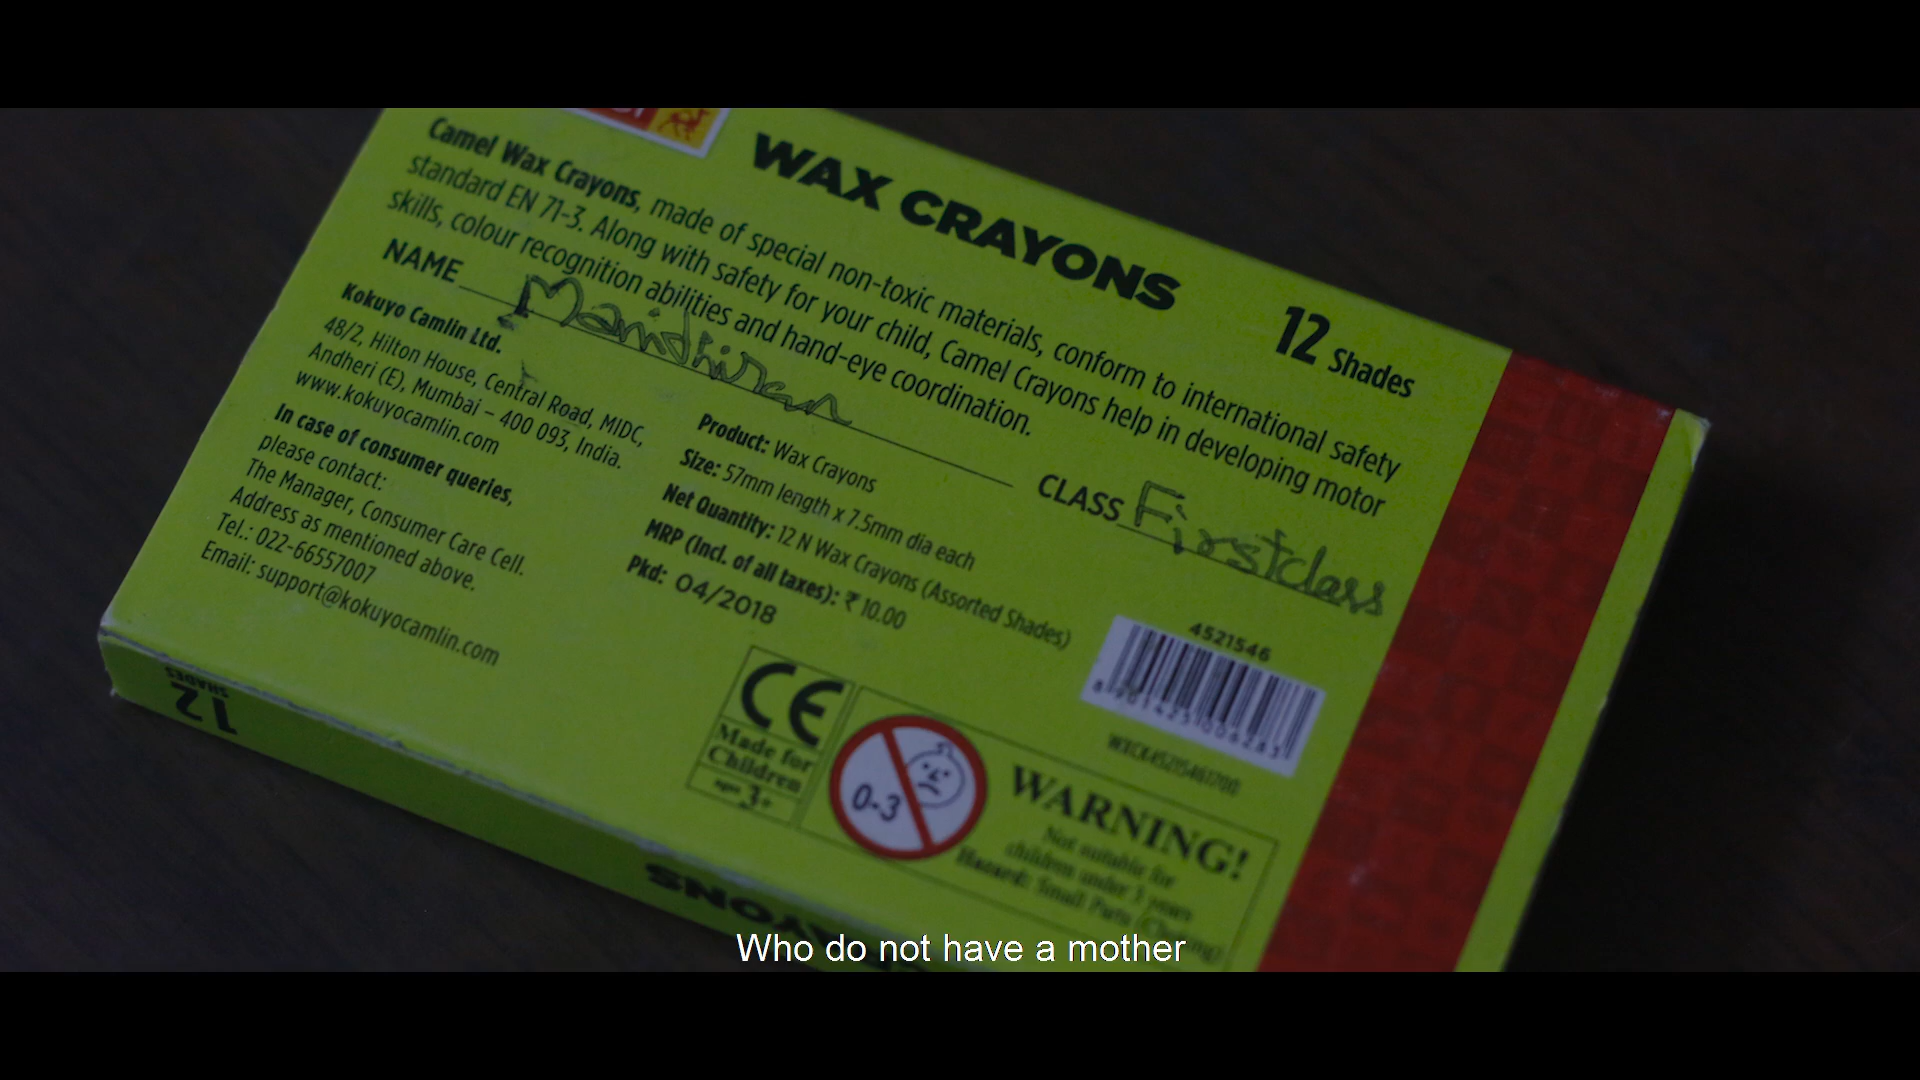 WAX CRAYONS
12 Shades
Camel Wax Crayons, made of special non-toxic materials, conform to international safety
standard EN 71-3. Along with safety for your child, Camel Crayons help in developing motor
skills, colour recognition abilities and hand-eye coordination.
NAME Manidhiran CLASS Firstclass
Kokuyo Camlin Ltd.
48/2, Hilton House, Central Road, MIDC,
Andheri (E), Mumbai – 400 093, India.
www.kokuyocamlin.com
In case of consumer queries,
please contact:
The Manager, Consumer Care Cell.
Address as mentioned above.
Tel.: 022-66557007
Email: support@kokuyocamlin.com
Product: Wax Crayons
Size: 57mm length x 7.5mm dia each
Net Quantity: 12 N Wax Crayons (Assorted Shades)
MRP (Incl. of all taxes): ₹ 10.00
Pkd: 04/2018
4521546
CE
Made for
Children
ages 3+
0-3
WARNING!
Not suitable for
children under 3 years
Hazard: Small Parts
12
SHADES
CRAYONS
Who do not have a mother